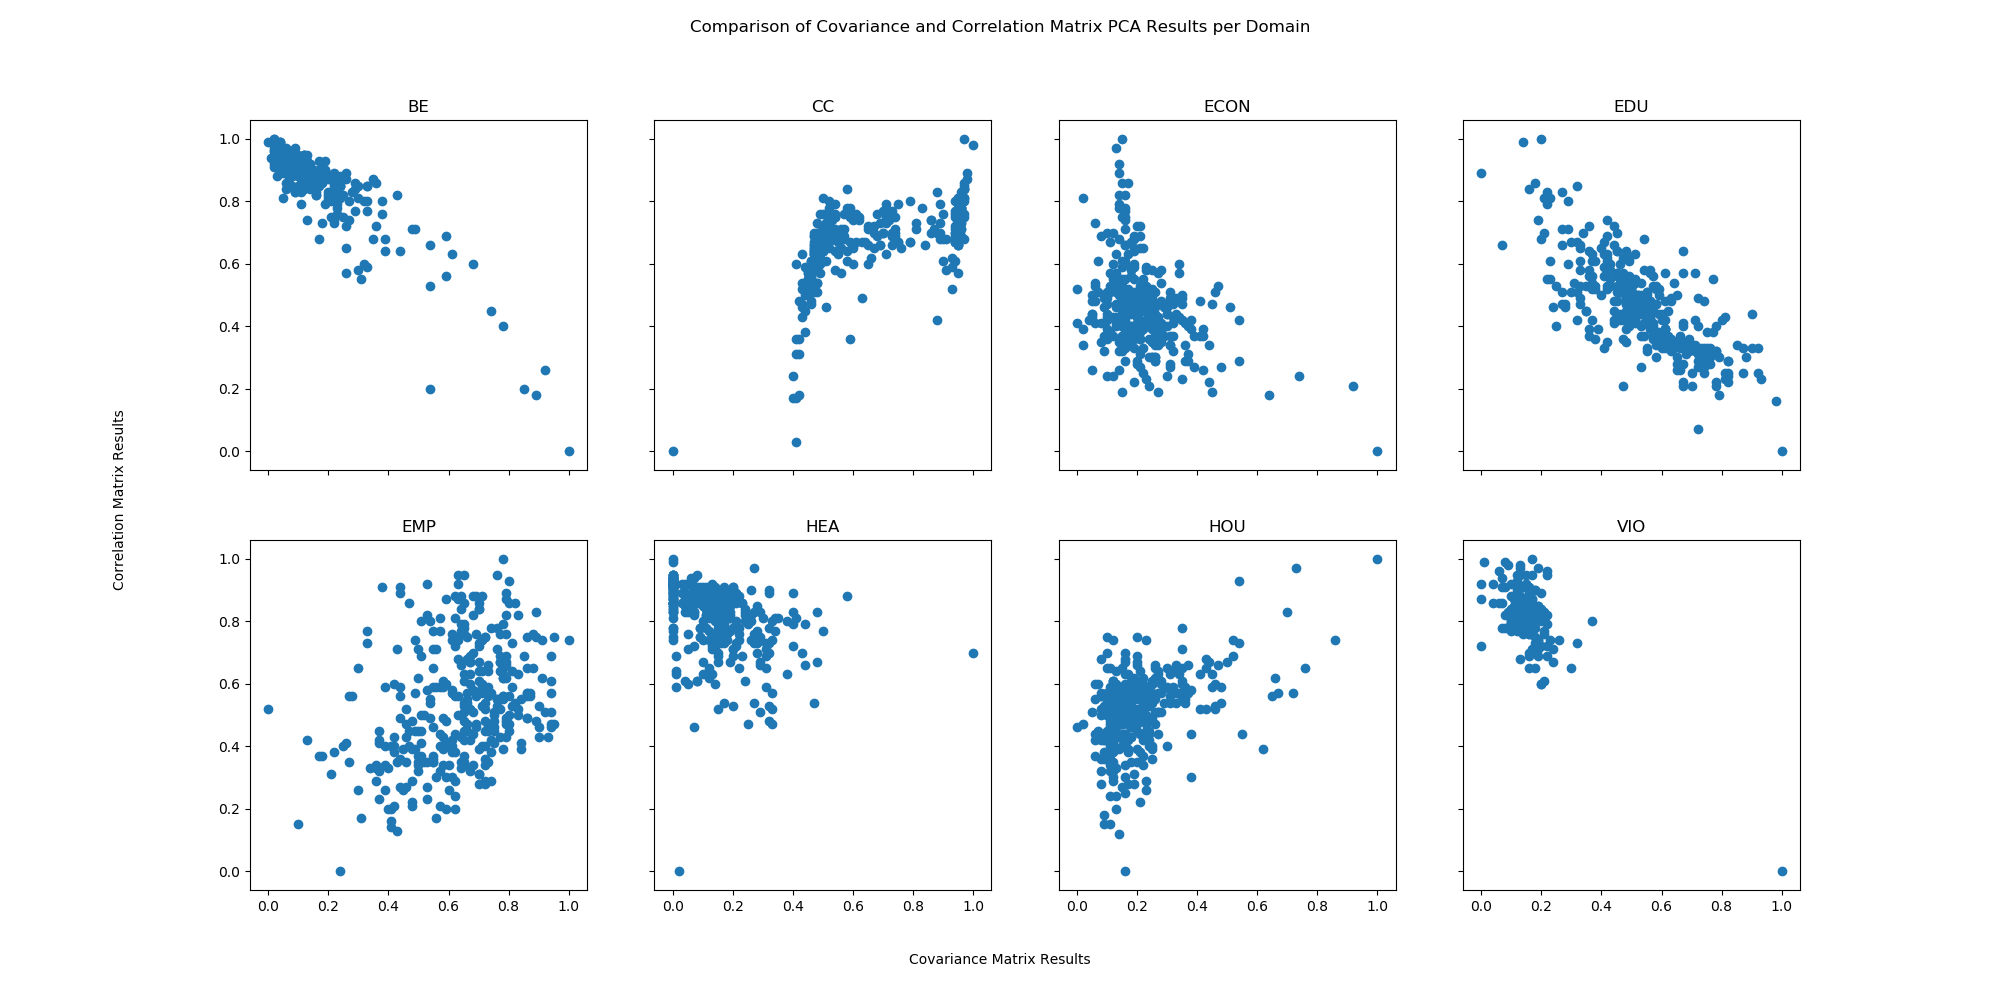 Comparison of Covariance and Correlation Matrix PCA Results per Domain
BE
CC
ECON
EDU
1.0
0.8
0.6
0.4
0.2
0.0
Correlation Matrix Results
EMP
HEA
HOU
VIO
1.0
0.8
0.6
0.4
0.2
0.0
0.0 0.2 0.4 0.6 0.8 1.0
0.0 0.2 0.4 0.6 0.8 1.0
0.0 0.2 0.4 0.6 0.8 1.0
0.0 0.2 0.4 0.6 0.8 1.0
Covariance Matrix Results